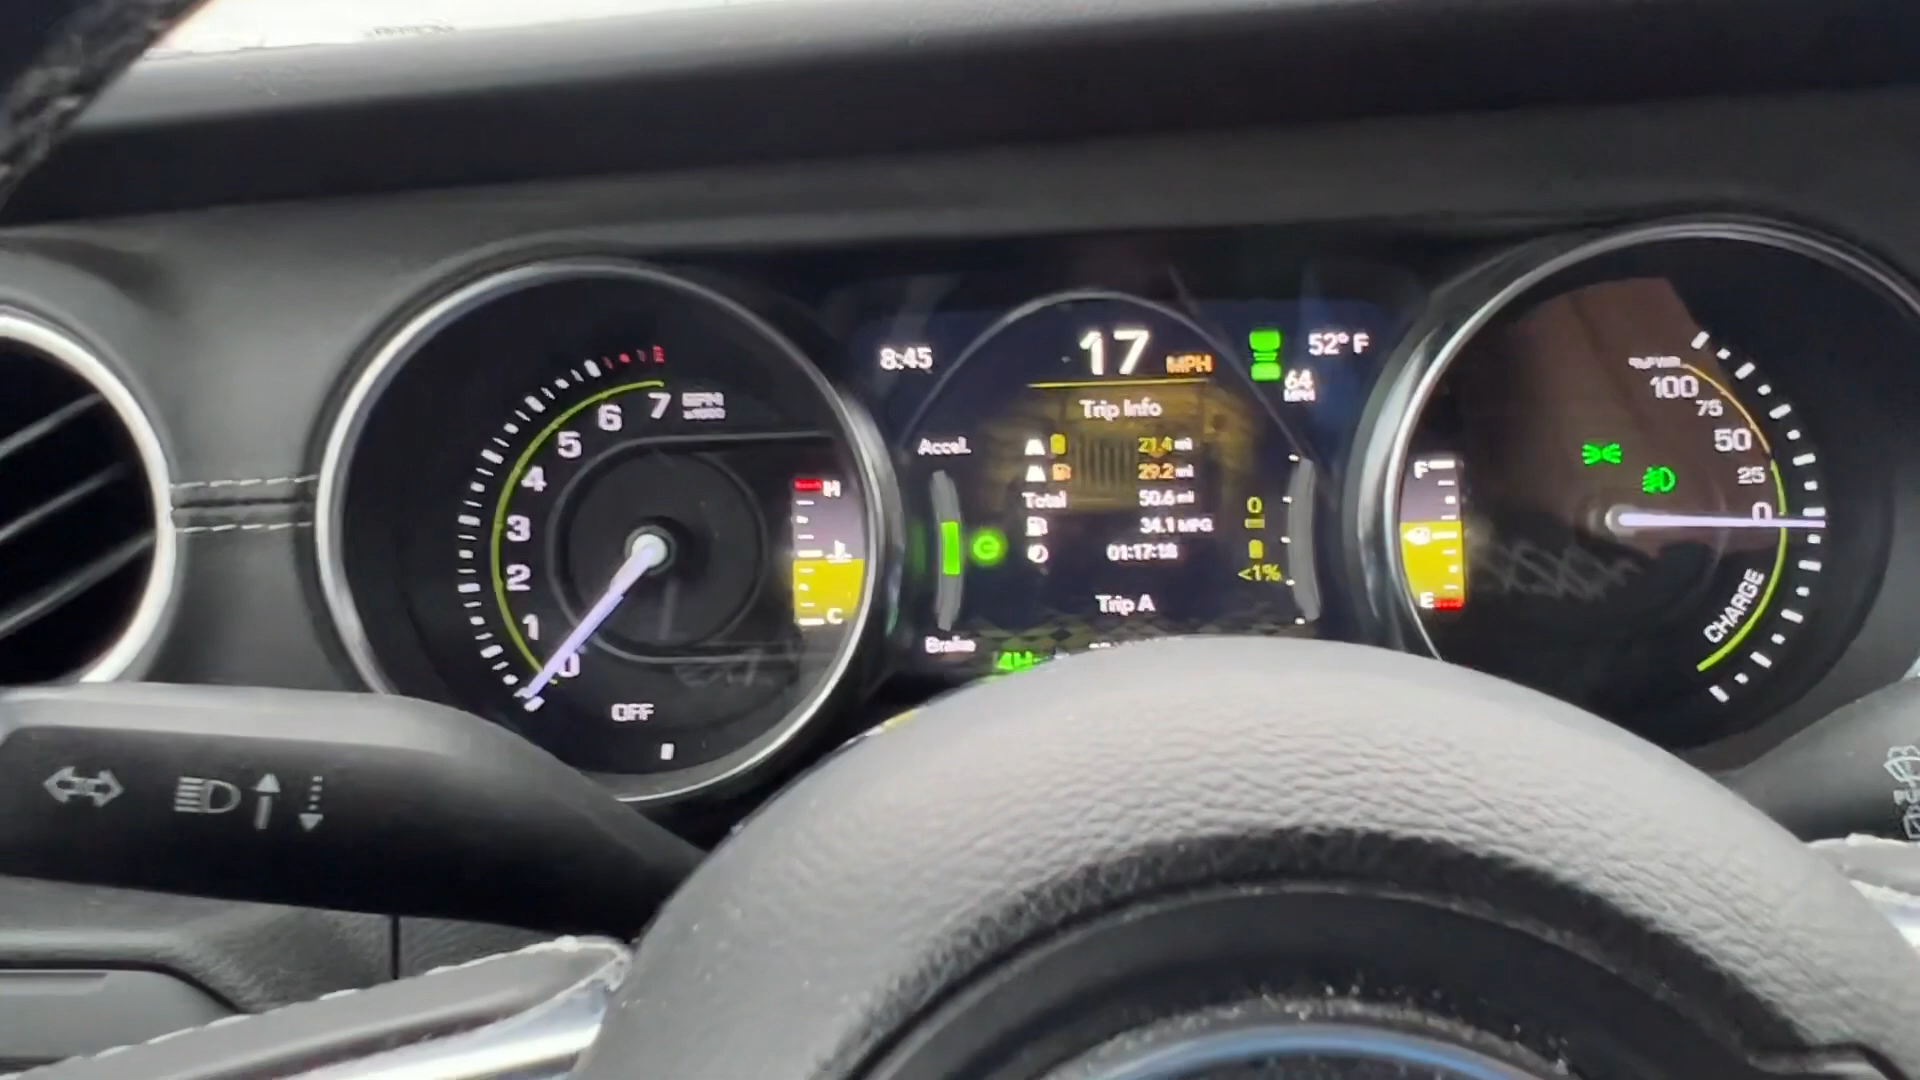 8:45
17 MPH
64
MPH
52° F
Trip Info
21.4 mi
29.2 mi
Total 50.6 mi
34.1 MPG
01:17:18
Trip A
Accel.
Brake
4H
0
<1%
7
6
5
4
3
2
1
0
RPM
x1000
OFF
H
C
F
E
100
75
50
25
0
CHARGE